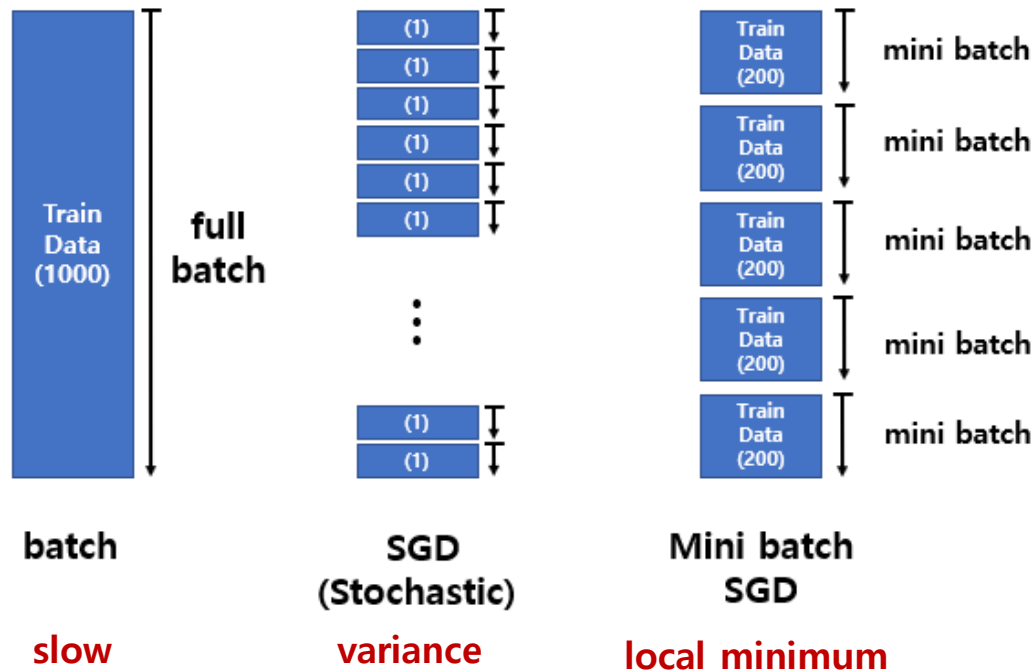 Train
Data
(1000)
full
batch
batch
slow
(1)
(1)
(1)
(1)
(1)
(1)
(1)
(1)
SGD
(Stochastic)
variance
Train
Data
(200)
mini batch
Train
Data
(200)
mini batch
Train
Data
(200)
mini batch
Train
Data
(200)
mini batch
Train
Data
(200)
mini batch
Mini batch
SGD
local minimum